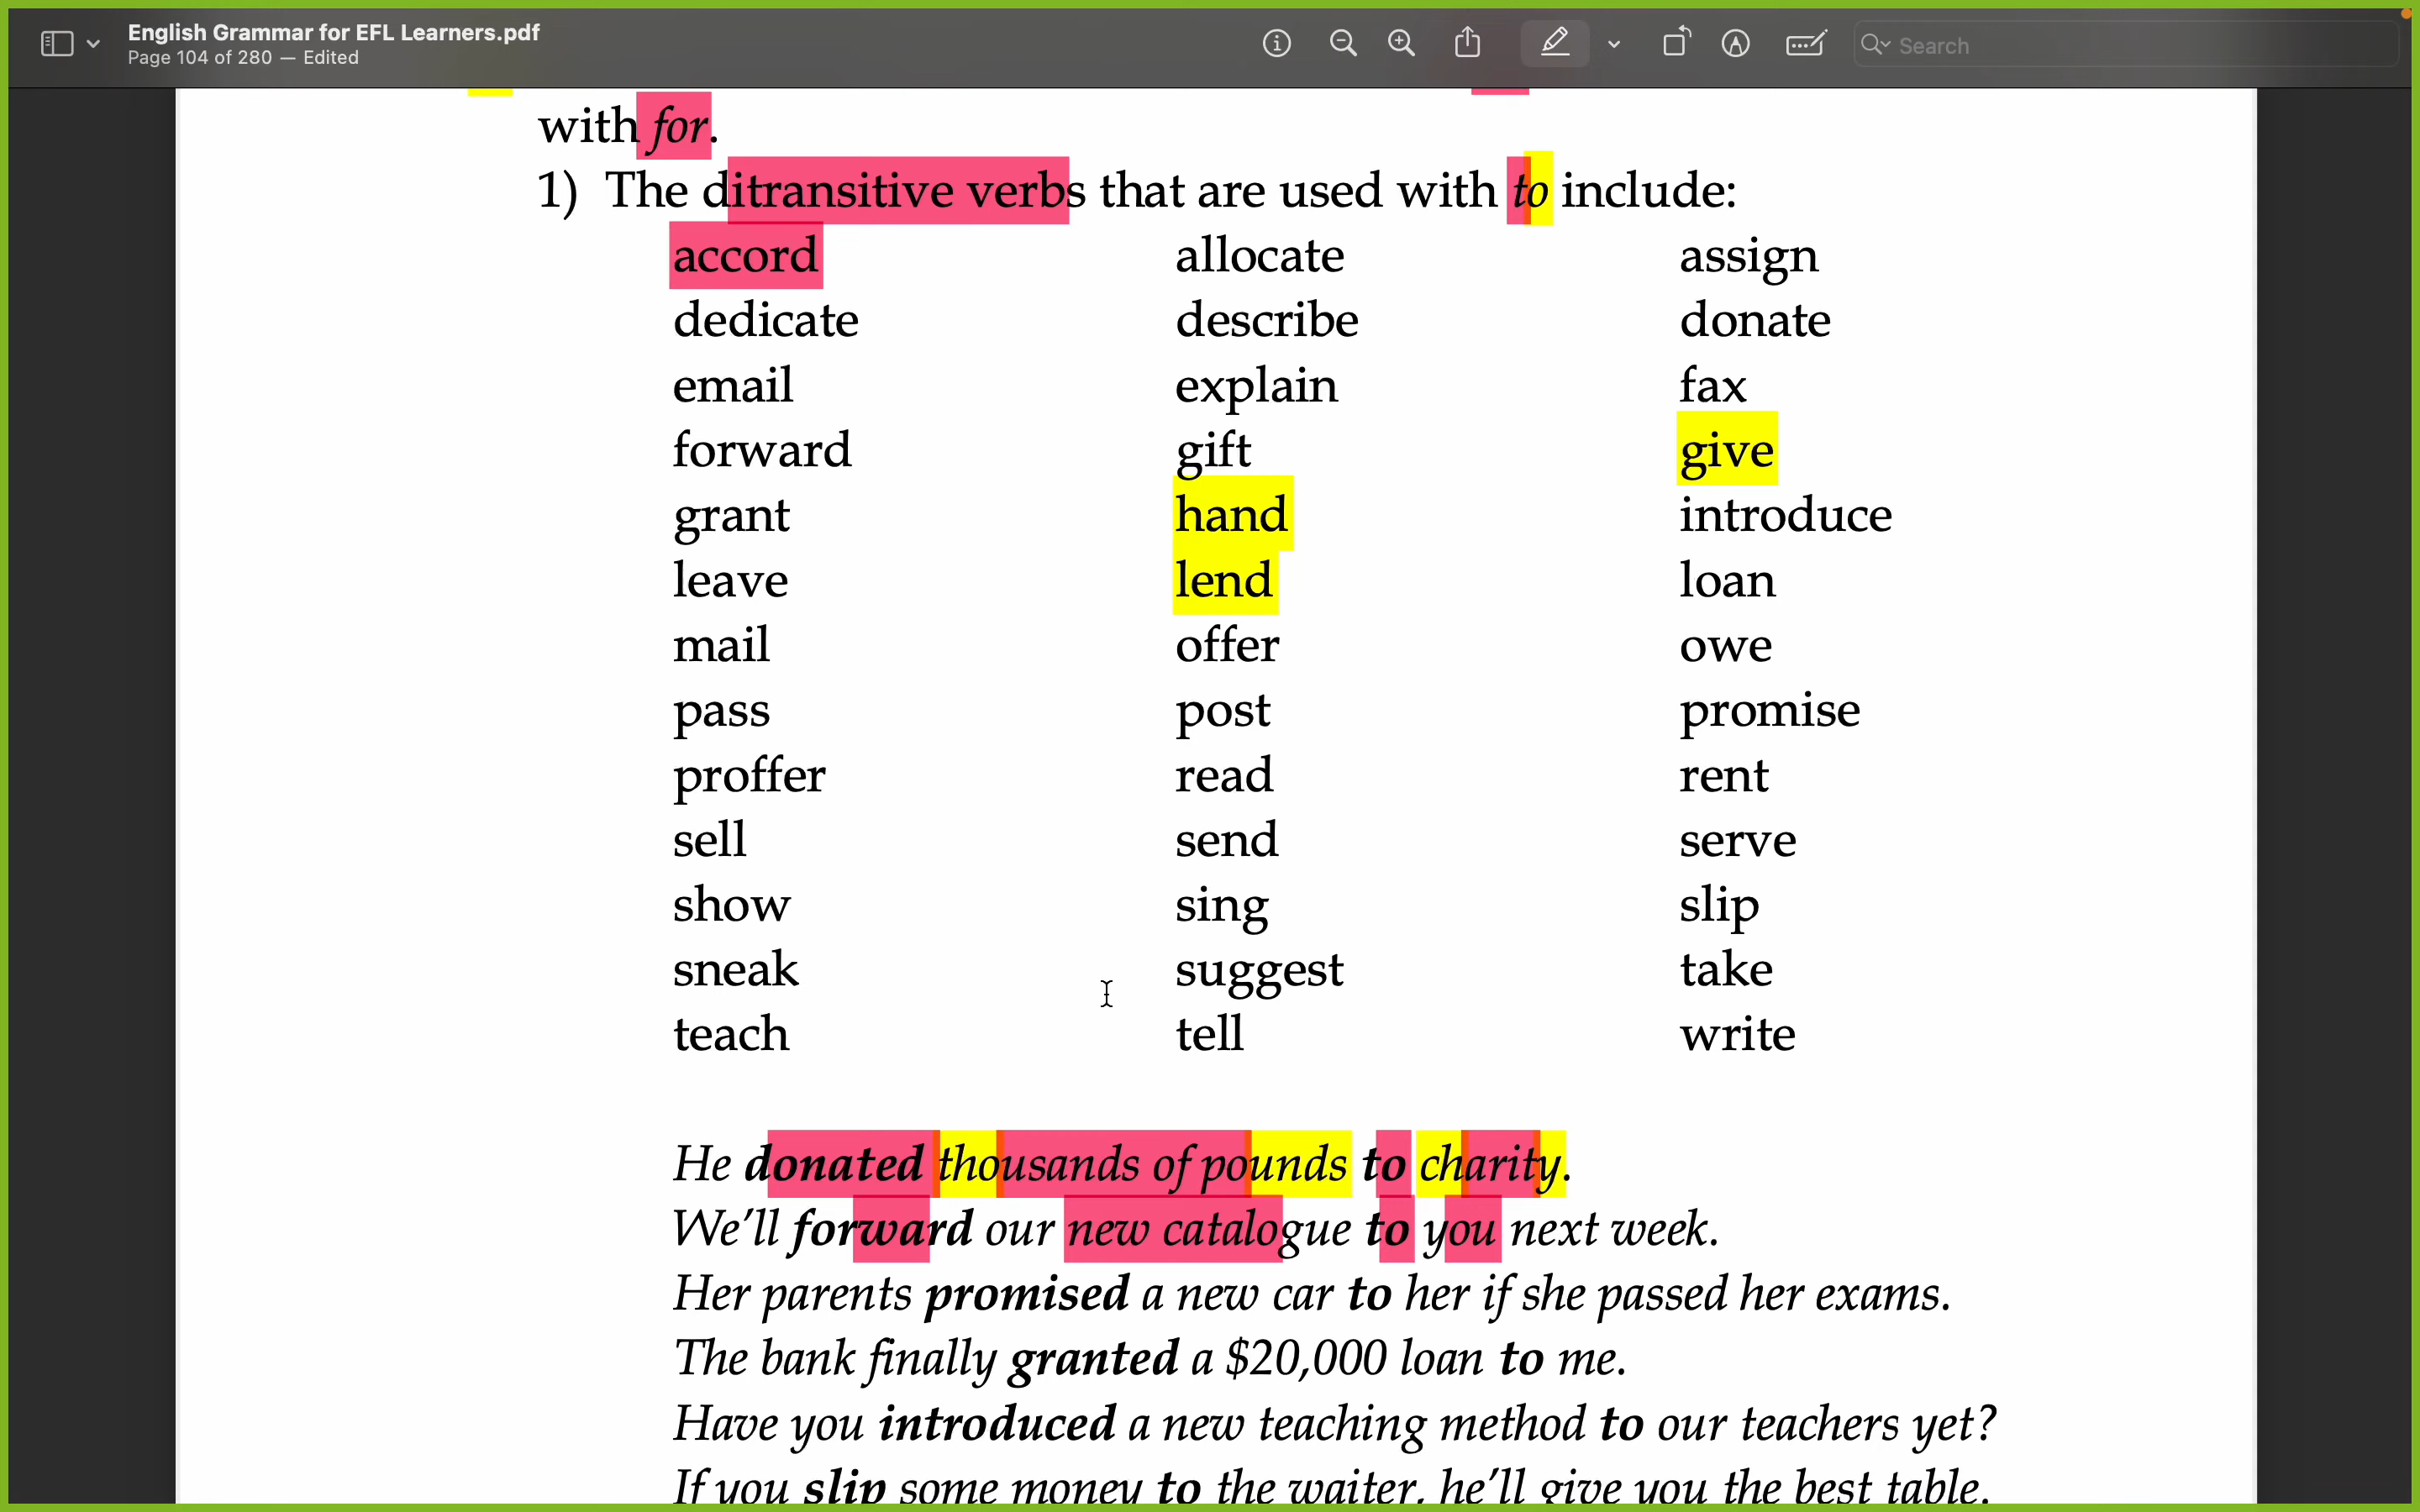 English Grammar for EFL Learners.pdf
Page 104 of 280 — Edited
Search
with for.
1) The ditransitive verbs that are used with to include:
accord allocate assign
dedicate describe donate
email explain fax
forward gift give
grant hand introduce
leave lend loan
mail offer owe
pass post promise
proffer read rent
sell send serve
show sing slip
sneak suggest take
teach tell write
He donated thousands of pounds to charity.
We'll forward our new catalogue to you next week.
Her parents promised a new car to her if she passed her exams.
The bank finally granted a $20,000 loan to me.
Have you introduced a new teaching method to our teachers yet?
If you slip some money to the waiter, he'll give you the best table.